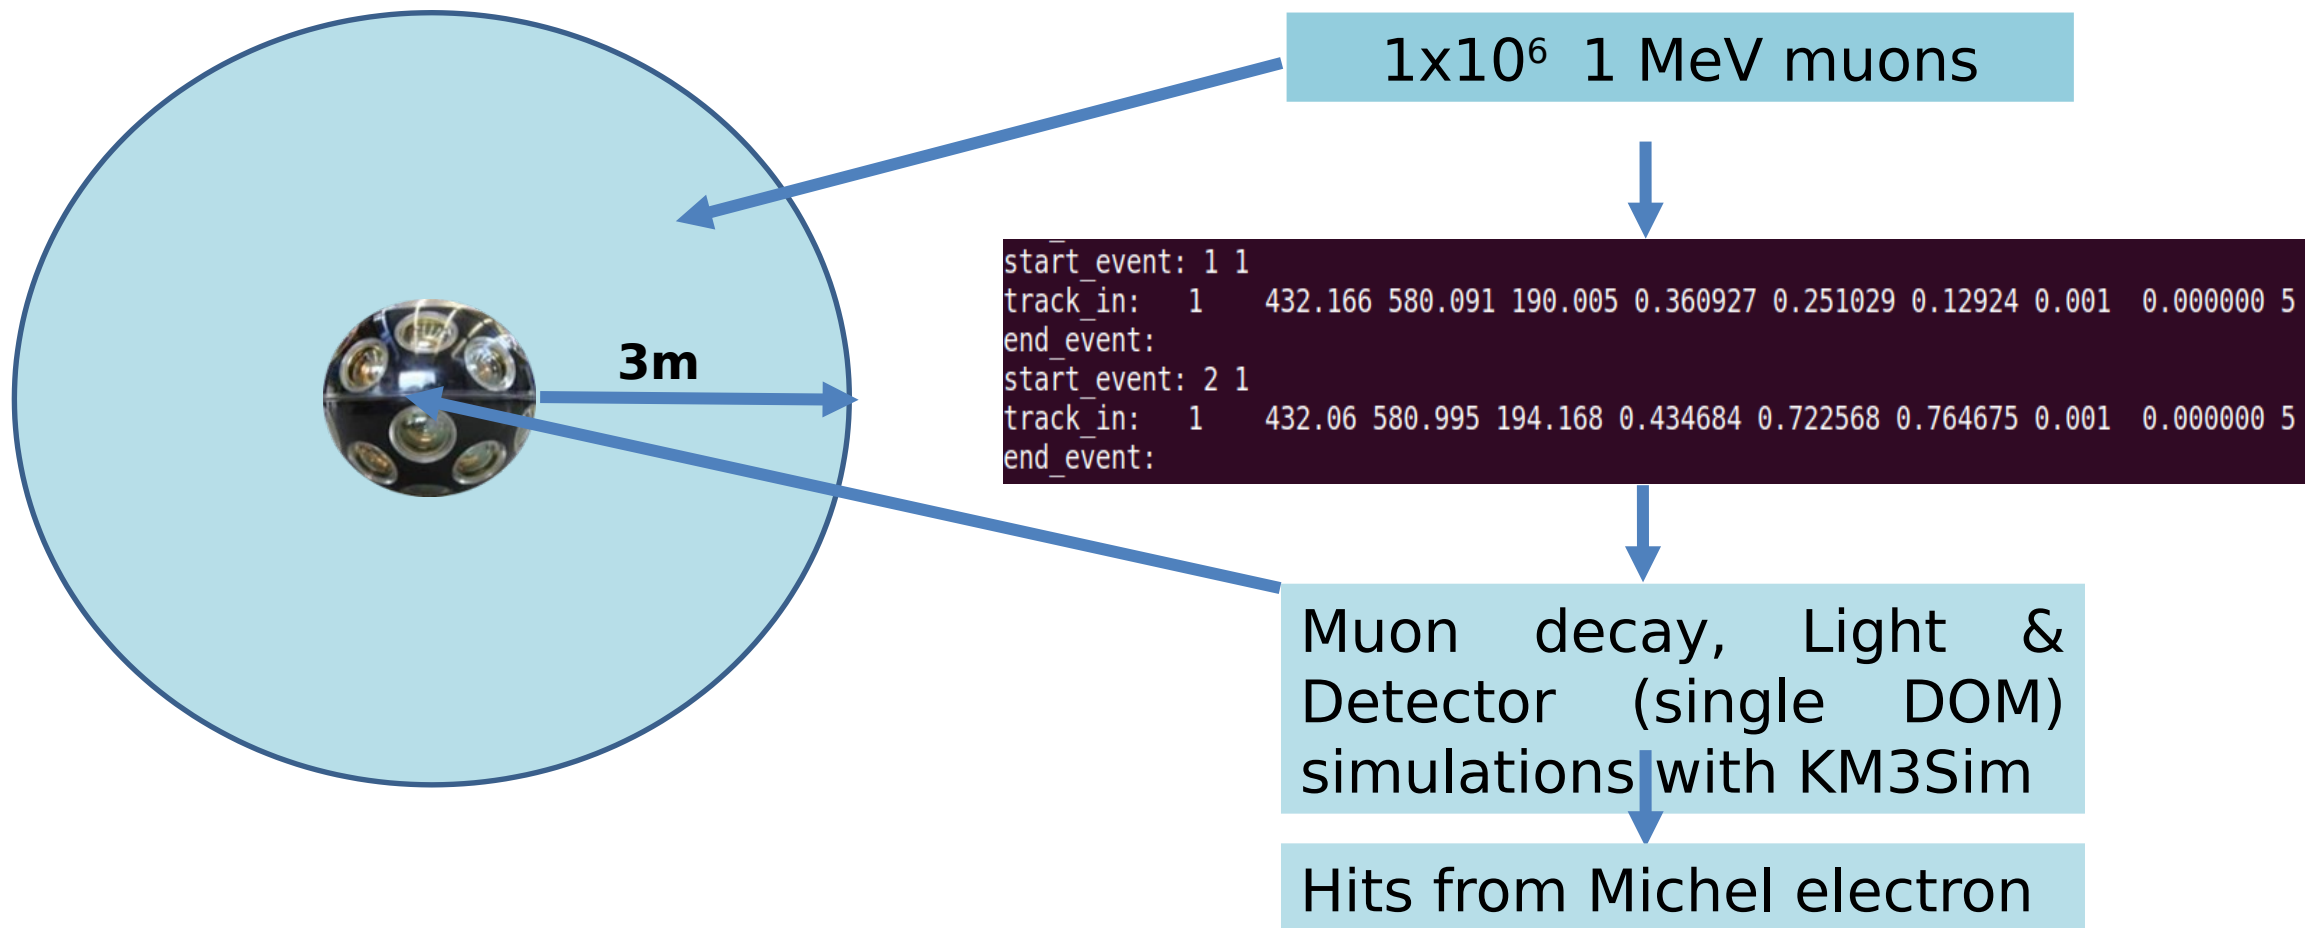 1x10⁶ 1 MeV muons
start_event: 1 1
track_in: 1 432.166 580.091 190.005 0.360927 0.251029 0.12924 0.001 0.000000 5
end_event:
start_event: 2 1
track_in: 1 432.06 580.995 194.168 0.434684 0.722568 0.764675 0.001 0.000000 5
end_event:
3m
Muon decay, Light &
Detector (single DOM)
simulations with KM3Sim
Hits from Michel electron